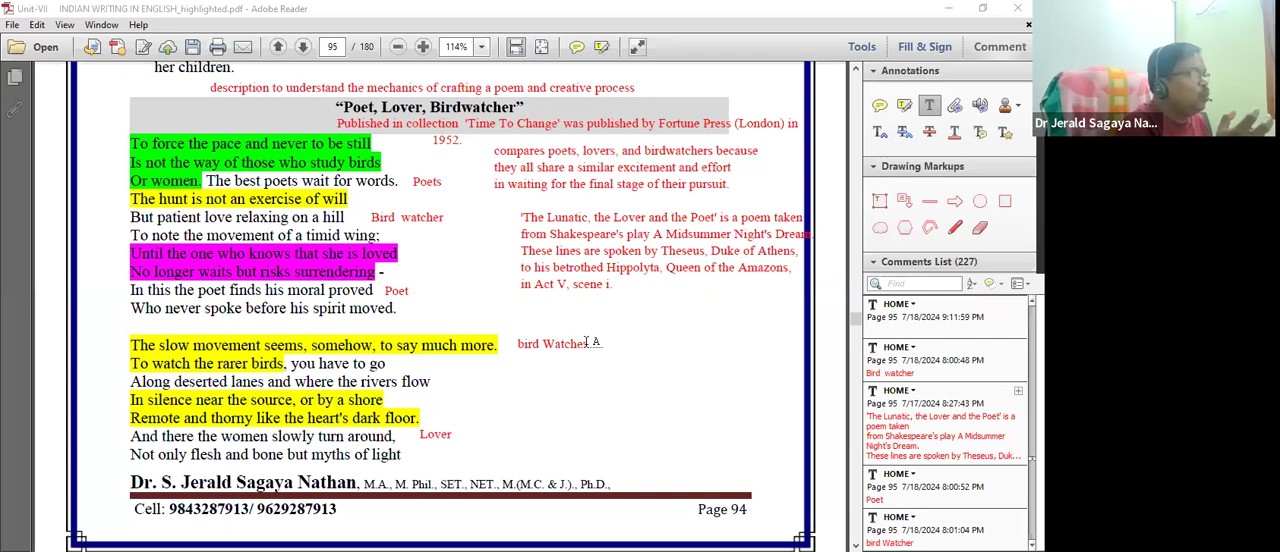 Unit-VII INDIAN WRITING IN ENGLISH_highlighted.pdf - Adobe Reader
File Edit View Window Help
Open 95 / 180 114% Tools Fill & Sign Comment
her children.
description to understand the mechanics of crafting a poem and creative process
“Poet, Lover, Birdwatcher”
Published in collection 'Time To Change' was published by Fortune Press (London) in
1952.
To force the pace and never to be still
Is not the way of those who study birds
Or women. The best poets wait for words. Poets
The hunt is not an exercise of will
But patient love relaxing on a hill Bird watcher
To note the movement of a timid wing;
Until the one who knows that she is loved
No longer waits but risks surrendering -
In this the poet finds his moral proved Poet
Who never spoke before his spirit moved.
compares poets, lovers, and birdwatchers because
they all share a similar excitement and effort
in waiting for the final stage of their pursuit.
'The Lunatic, the Lover and the Poet' is a poem taken
from Shakespeare's play A Midsummer Night's Dream.
These lines are spoken by Theseus, Duke of Athens,
to his betrothed Hippolyta, Queen of the Amazons,
in Act V, scene i.
The slow movement seems, somehow, to say much more. bird Watcher
To watch the rarer birds, you have to go
Along deserted lanes and where the rivers flow
In silence near the source, or by a shore
Remote and thorny like the heart's dark floor.
And there the women slowly turn around, Lover
Not only flesh and bone but myths of light
Dr. S. Jerald Sagaya Nathan, M.A., M. Phil., SET., NET., M.(M.C. & J.)., Ph.D.,
Cell: 9843287913/ 9629287913 Page 94
Annotations
Drawing Markups
Comments List (227)
Find
HOME
Page 95 7/18/2024 9:11:59 PM
HOME
Page 95 7/18/2024 8:00:48 PM
Bird watcher
HOME
Page 95 7/17/2024 8:27:43 PM
'The Lunatic, the Lover and the Poet' is a
poem taken
from Shakespeare's play A Midsummer
Night's Dream.
These lines are spoken by Theseus, Duk...
HOME
Page 95 7/18/2024 8:00:52 PM
Poet
HOME
Page 95 7/18/2024 8:01:04 PM
bird Watcher
Dr Jerald Sagaya Na...